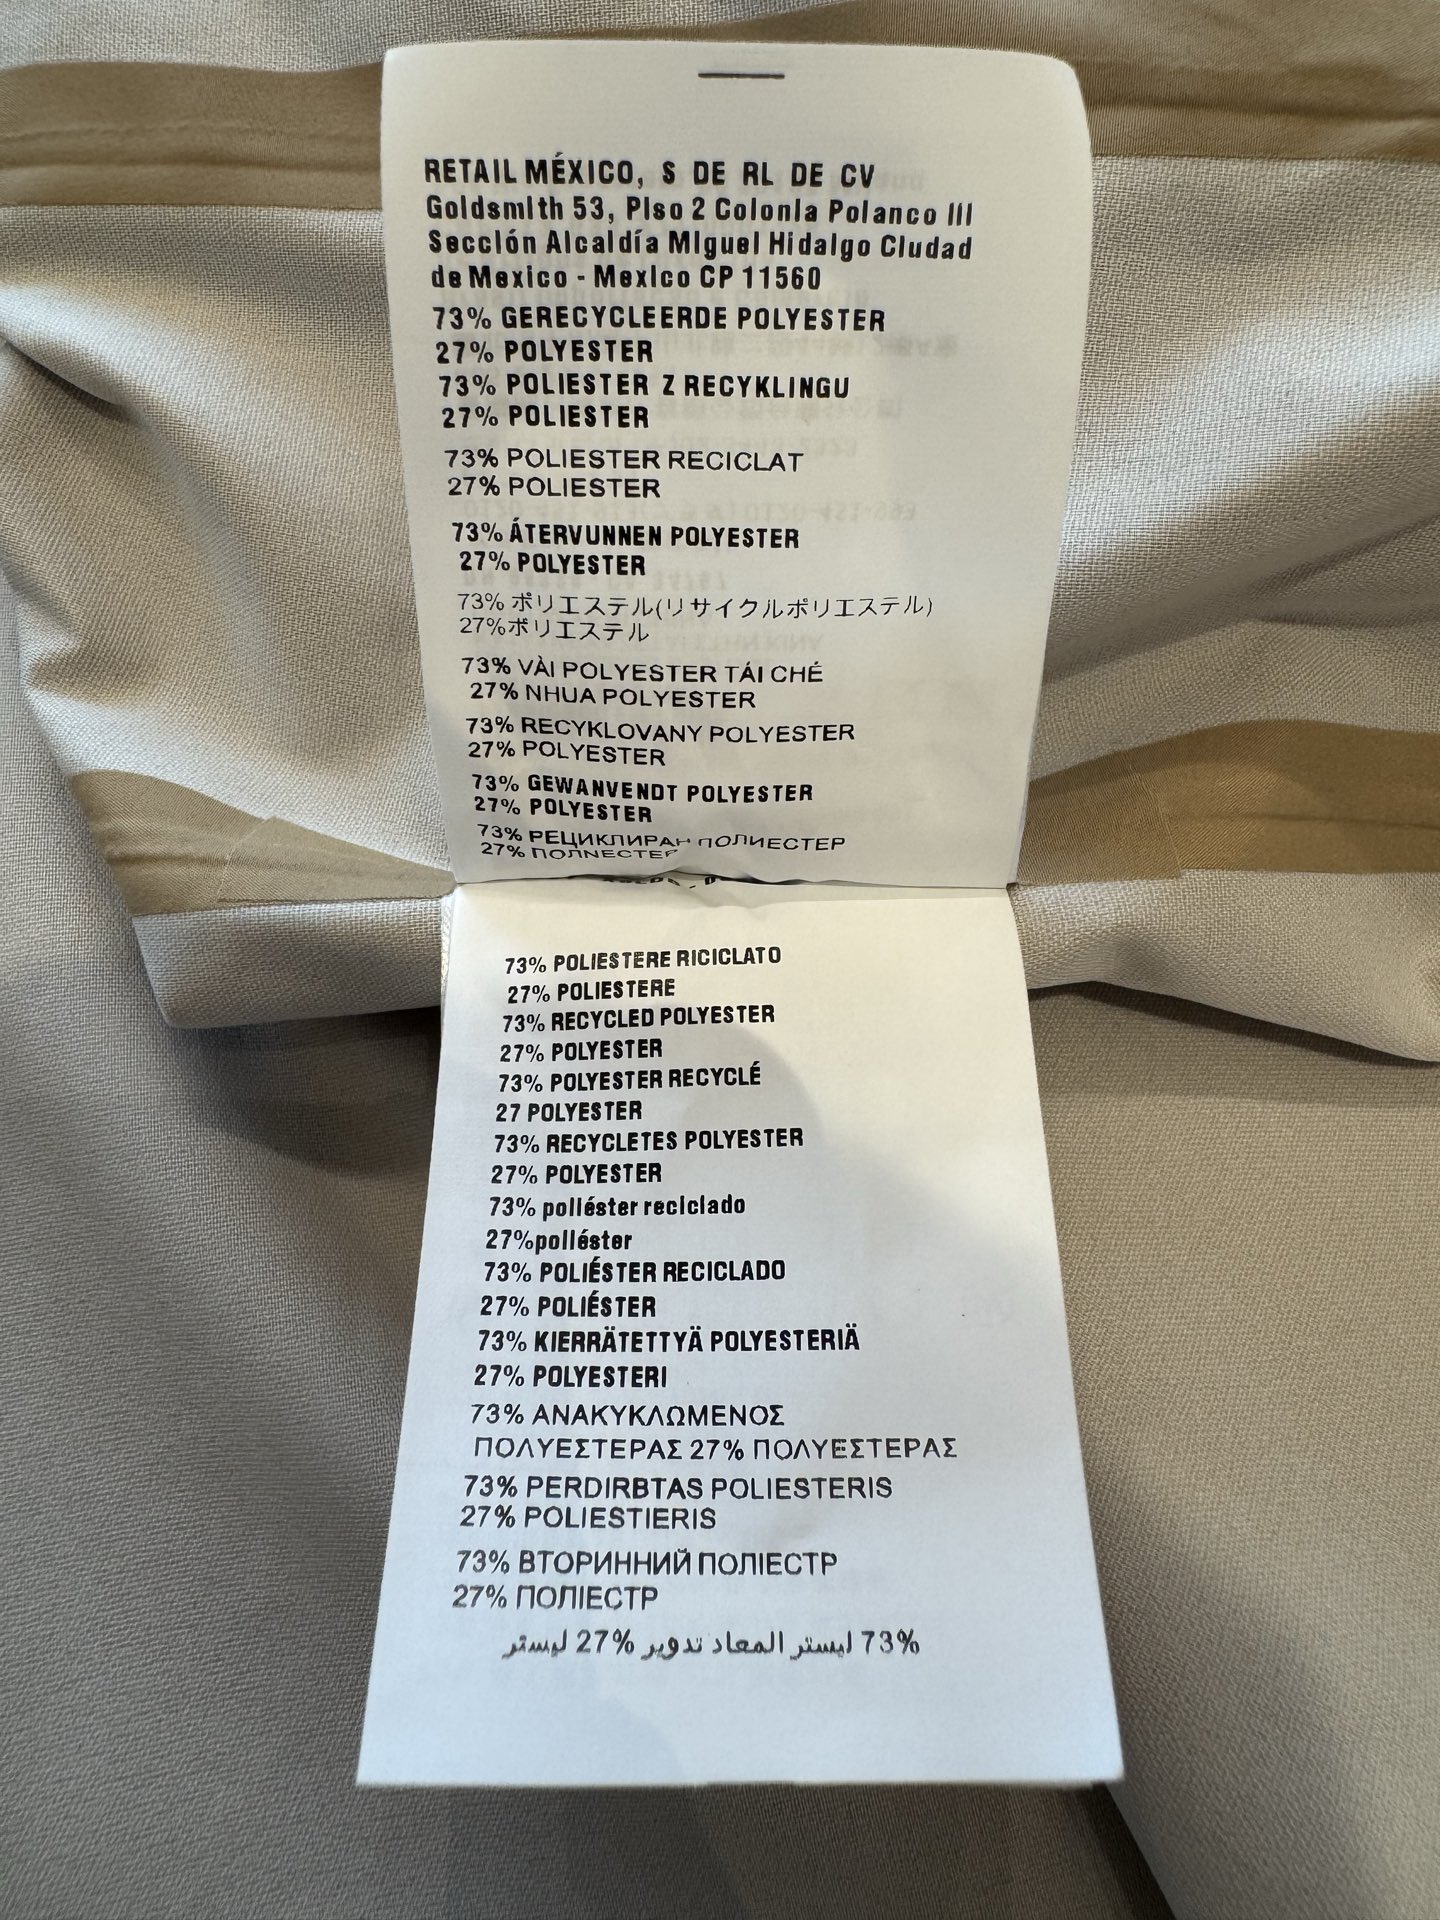 RETAIL MÉXICO, S DE RL DE CV
Goldsmith 53, Piso 2 Colonia Polanco III
Sección Alcaldía Miguel Hidalgo Ciudad
de Mexico - Mexico CP 11560
73% GERECYCLEERDE POLYESTER
27% POLYESTER
73% POLIESTER Z RECYKLINGU
27% POLIESTER
73% POLIESTER RECICLAT
27% POLIESTER
73% ÁTERVUNNEN POLYESTER
27% POLYESTER
73% ポリエステル(リサイクルポリエステル)
27%ポリエステル
73% VÀI POLYESTER TÁI CHÉ
27% NHUA POLYESTER
73% RECYKLOVANY POLYESTER
27% POLYESTER
73% GEWANVENDT POLYESTER
27% POLYESTER
73% РЕЦИКЛИРАН ПОЛИЕСТЕР
27% ПОЛNЕСТЕР
73% POLIESTERE RICICLATO
27% POLIESTERE
73% RECYCLED POLYESTER
27% POLYESTER
73% POLYESTER RECYCLÉ
27 POLYESTER
73% RECYCLETES POLYESTER
27% POLYESTER
73% poliéster reciclado
27%poliéster
73% POLIÉSTER RECICLADO
27% POLIÉSTER
73% KIERRÄTETTYÄ POLYESTERIÄ
27% POLYESTERI
73% ΑΝΑΚΥΚΛΩΜΕΝΟΣ
ΠΟΛΥΕΣΤΕΡΑΣ 27% ΠΟΛΥΕΣΤΕΡΑΣ
73% PERDIRBTAS POLIESTERIS
27% POLIESTIERIS
73% ВТОРИННИЙ ПОЛІЕСТР
27% ПОЛІЕСТР
73% ليستر المعاد تدوير 27% ليستر